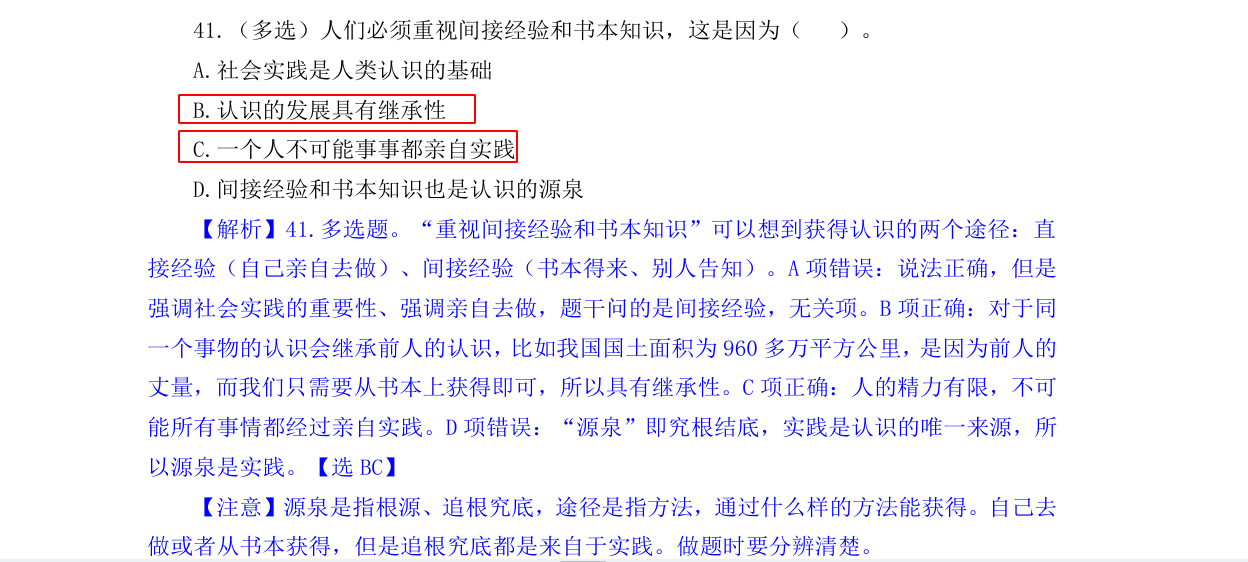 41.（多选）人们必须重视间接经验和书本知识，这是因为（  ）。
A.社会实践是人类认识的基础
B.认识的发展具有继承性
C.一个人不可能事事都亲自实践
D.间接经验和书本知识也是认识的源泉
【解析】41.多选题。“重视间接经验和书本知识”可以想到获得认识的两个途径：直
接经验（自己亲自去做）、间接经验（书本得来、别人告知）。A 项错误：说法正确，但是
强调社会实践的重要性、强调亲自去做，题干问的是间接经验，无关项。B 项正确：对于同
一个事物的认识会继承前人的认识，比如我国国土面积为 960 多万平方公里，是因为前人的
丈量，而我们只需要从书本上获得即可，所以具有继承性。C 项正确：人的精力有限，不可
能所有事情都经过亲自实践。D 项错误：“源泉”即究根结底，实践是认识的唯一来源，所
以源泉是实践。【选 BC】
【注意】源泉是指根源、追根究底，途径是指方法，通过什么样的方法能获得。自己去
做或者从书本获得，但是追根究底都是来自于实践。做题时要分辨清楚。